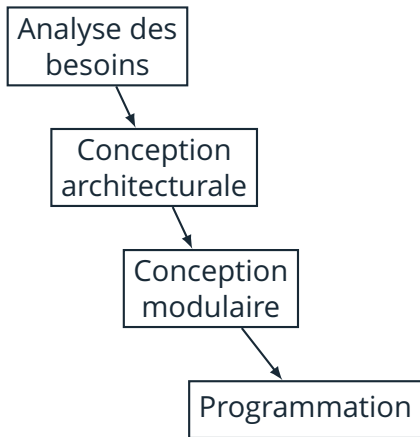 Analyse des
besoins
Conception
architecturale
Conception
modulaire
Programmation